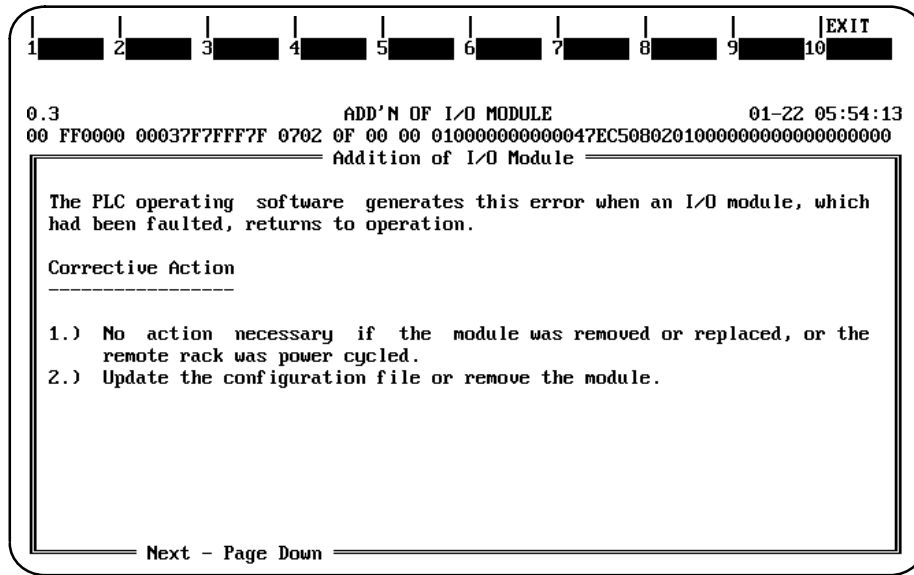 EXIT
1 2 3 4 5 6 7 8 9 10
0.3 ADD'N OF I/O MODULE 01-22 05:54:13
00 FF0000 00037F7FFF7F 0702 0F 00 00 010000000000047EC5080201000000000000000000
Addition of I/O Module
The PLC operating software generates this error when an I/O module, which
had been faulted, returns to operation.
Corrective Action
-----------------
1.) No action necessary if the module was removed or replaced, or the
remote rack was power cycled.
2.) Update the configuration file or remove the module.
Next - Page Down